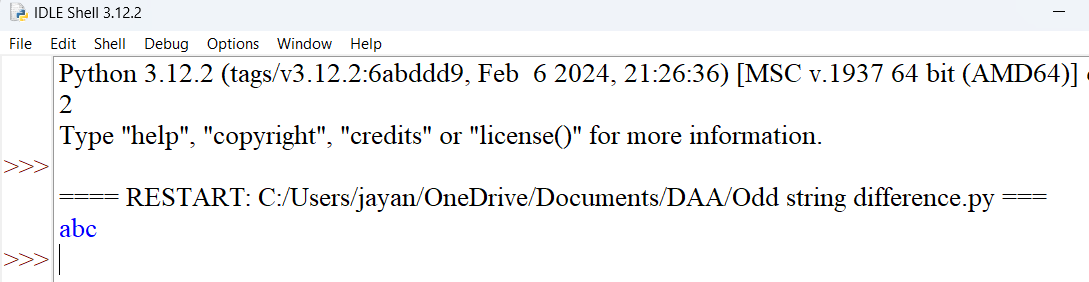 IDLE Shell 3.12.2
File Edit Shell Debug Options Window Help
Python 3.12.2 (tags/v3.12.2:6abddd9, Feb  6 2024, 21:26:36) [MSC v.1937 64 bit (AMD64)]
2
Type "help", "copyright", "credits" or "license()" for more information.
>>>
==== RESTART: C:/Users/jayan/OneDrive/Documents/DAA/Odd string difference.py ===
abc
>>>